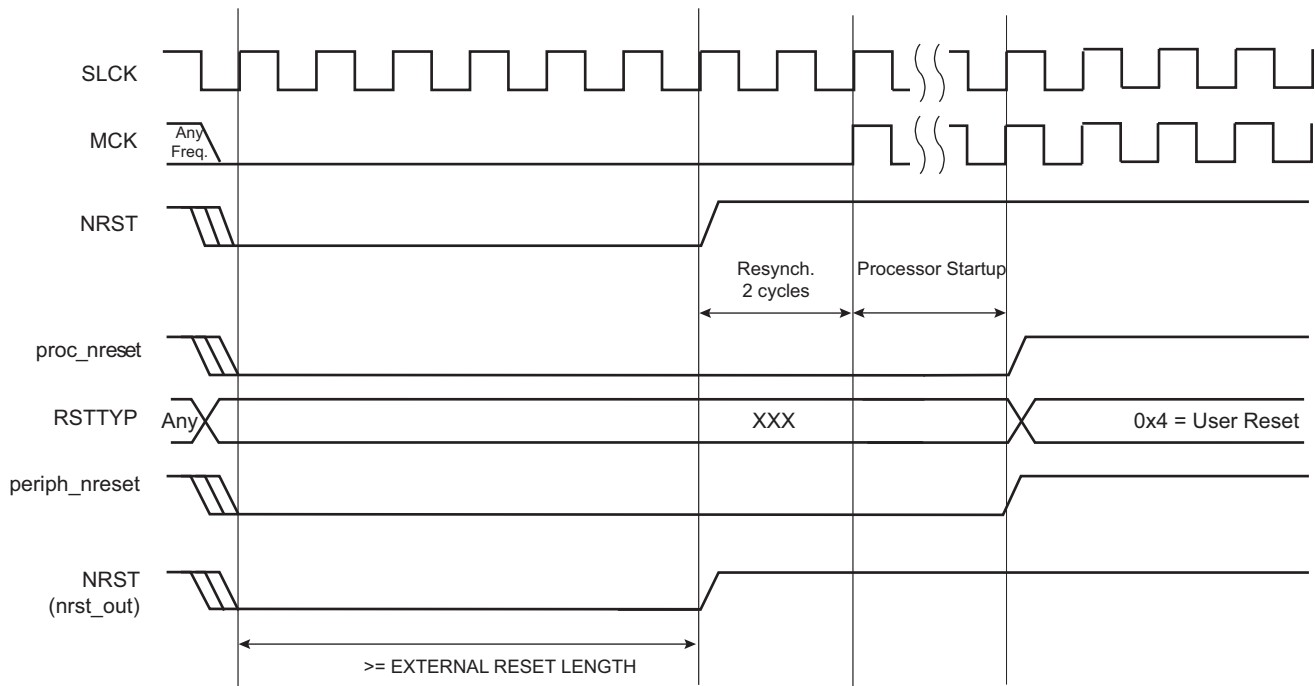 SLCK
MCK
Any
Freq.
NRST
Resynch.
2 cycles
Processor Startup
proc_nreset
RSTTYP
Any
XXX
0x4 = User Reset
periph_nreset
NRST
(nrst_out)
>= EXTERNAL RESET LENGTH